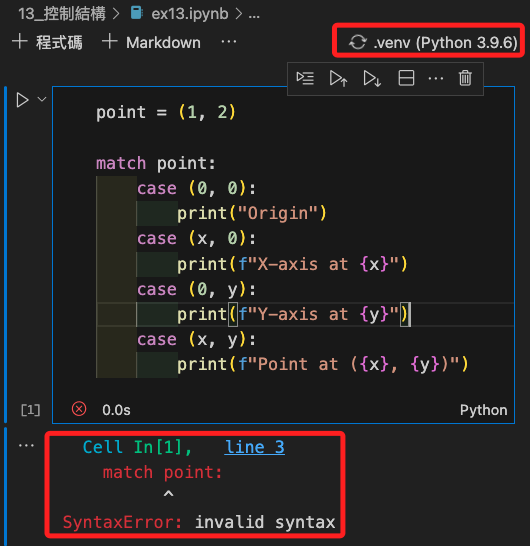 13_控制結構 > ex13.ipynb > ...
+ 程式碼 + Markdown ... .venv (Python 3.9.6)
point = (1, 2)
match point:
case (0, 0):
print("Origin")
case (x, 0):
print(f"X-axis at {x}")
case (0, y):
print(f"Y-axis at {y}")
case (x, y):
print(f"Point at ({x}, {y})")
[1] 0.0s Python
... Cell In[1], line 3
match point:
^
SyntaxError: invalid syntax